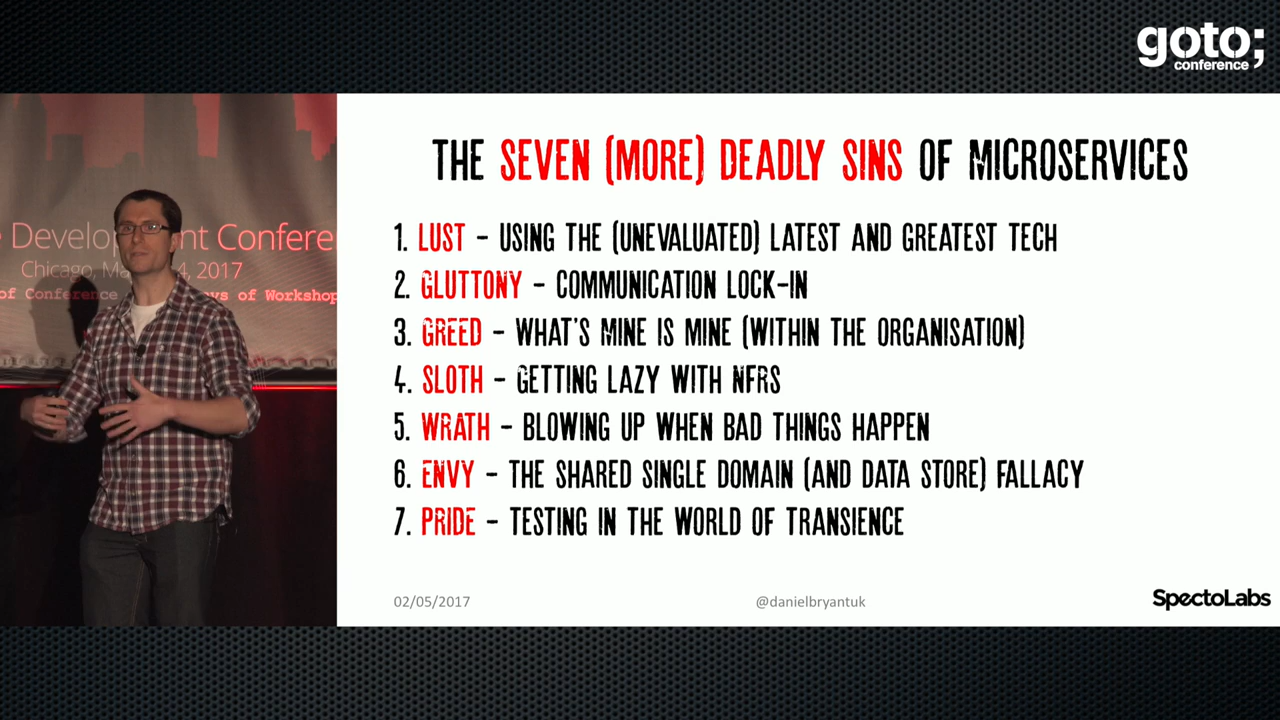 goto;
conference
THE SEVEN (MORE) DEADLY SINS OF MICROSERVICES
1. LUST - USING THE (UNEVALUATED) LATEST AND GREATEST TECH
2. GLUTTONY - COMMUNICATION LOCK-IN
3. GREED - WHAT'S MINE IS MINE (WITHIN THE ORGANISATION)
4. SLOTH - GETTING LAZY WITH NFRS
5. WRATH - BLOWING UP WHEN BAD THINGS HAPPEN
6. ENVY - THE SHARED SINGLE DOMAIN (AND DATA STORE) FALLACY
7. PRIDE - TESTING IN THE WORLD OF TRANSIENCE
02/05/2017
@danielbryantuk
SpectoLabs
Chicago, 4, 2017
of Conference of Workshop